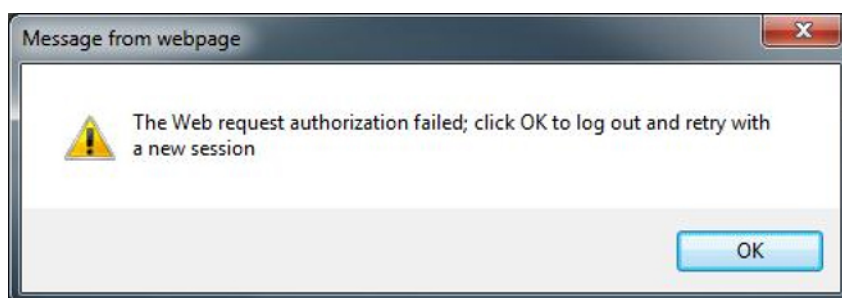 Message from webpage
The Web request authorization failed; click OK to log out and retry with
a new session
OK